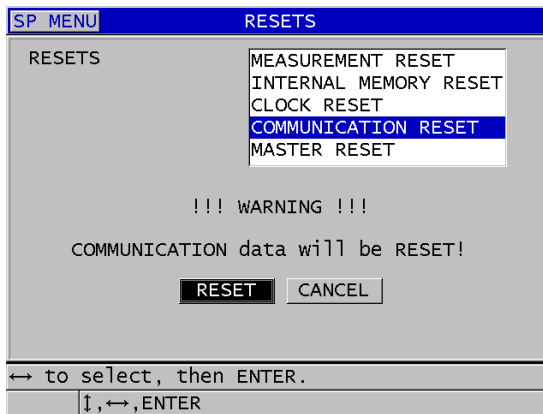 SP MENU RESETS
RESETS
MEASUREMENT RESET
INTERNAL MEMORY RESET
CLOCK RESET
COMMUNICATION RESET
MASTER RESET
!!! WARNING !!!
COMMUNICATION data will be RESET!
RESET CANCEL
↔ to select, then ENTER.
↕,↔,ENTER